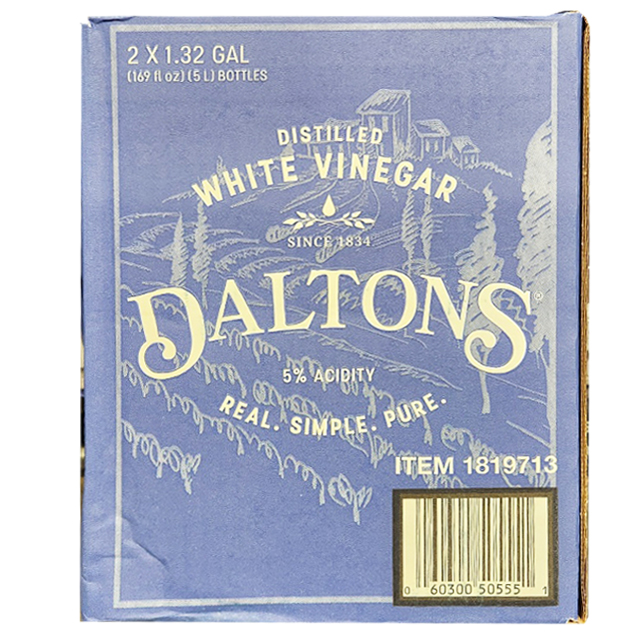 2 X 1.32 GAL
(169 fl oz) (5 L) BOTTLES
DISTILLED
WHITE VINEGAR
SINCE 1834
DALTONS®
5% ACIDITY
REAL. SIMPLE. PURE.
ITEM 1819713
0 60300 50555 1